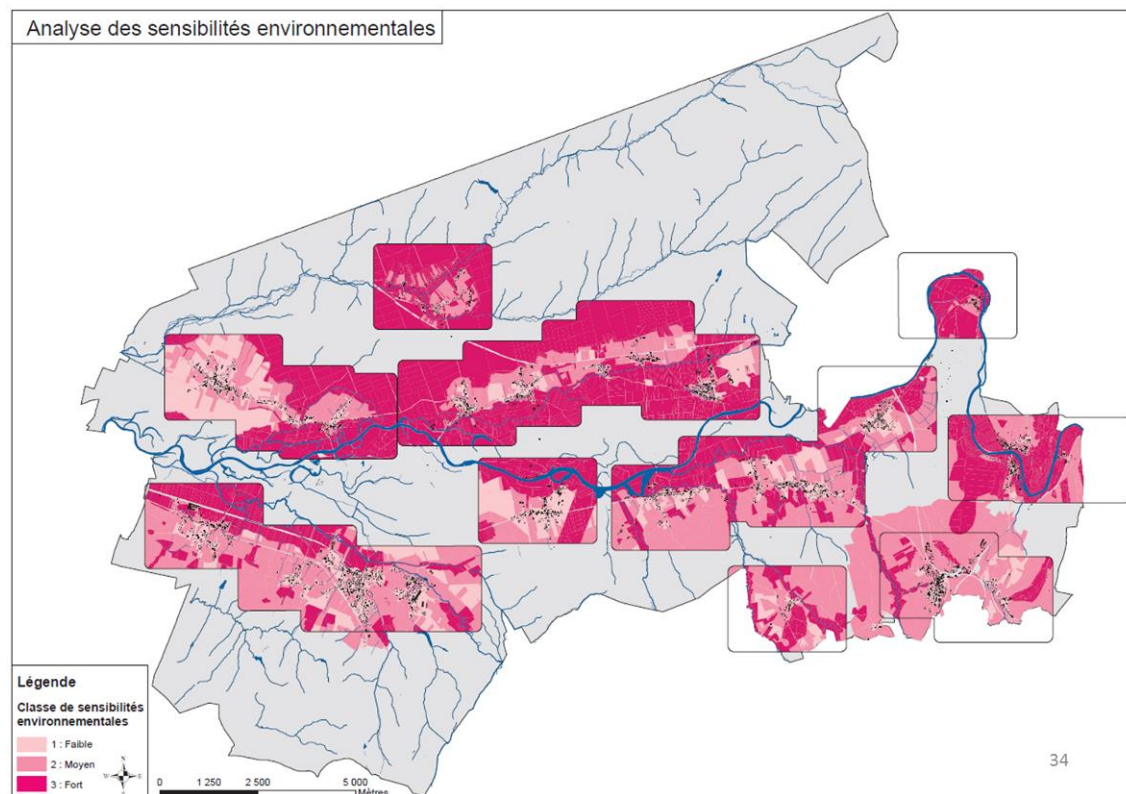 Analyse des sensibilités environnementales
Légende
Classe de sensibilités
environnementales
1 : Faible
2 : Moyen
3 : Fort
N
W
E
S
0 1 250 2 500 5 000
Mètres
34